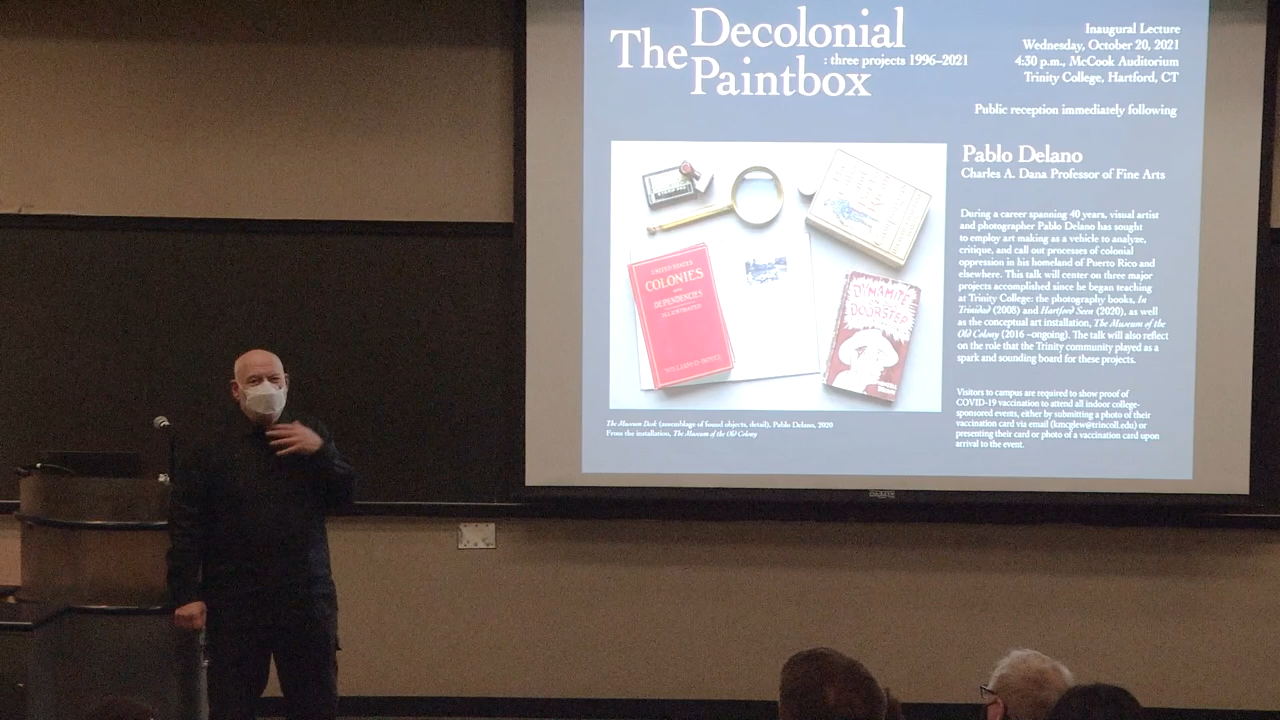 The Decolonial Paintbox
: three projects 1996–2021
Inaugural Lecture
Wednesday, October 20, 2021
4:30 p.m., McCook Auditorium
Trinity College, Hartford, CT
Public reception immediately following
Pablo Delano
Charles A. Dana Professor of Fine Arts
During a career spanning 40 years, visual artist
and photographer Pablo Delano has sought
to employ art making as a vehicle to analyze,
critique, and call out processes of colonial
oppression in his homeland of Puerto Rico and
elsewhere. This talk will center on three major
projects accomplished since he began teaching
at Trinity College: the photography books, In
Trinidad (2008) and Hartford Seen (2020), as well
as the conceptual art installation, The Museum of the
Old Colony (2016 –ongoing). The talk will also reflect
on the role that the Trinity community played as a
spark and sounding board for these projects.
Visitors to campus are required to show proof of
COVID-19 vaccination to attend all indoor college-
sponsored events, either by submitting a photo of their
vaccination card via email (kmcglew@trincoll.edu) or
presenting their card or photo of a vaccination card upon
arrival to the event.
UNITED STATES
COLONIES
AND
DEPENDENCIES
ILLUSTRATED
WILLIAM D. BOYCE
DYNAMITE
ON OUR
DOORSTEP
The Museum Desk (assemblage of found objects, detail), Pablo Delano, 2020
From the installation, The Museum of the Old Colony